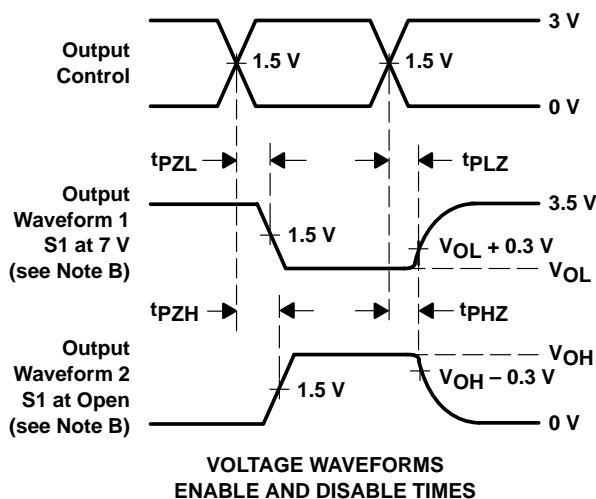 3 V
Output
Control
1.5 V
1.5 V
0 V
tPZL
tPLZ
Output
Waveform 1
S1 at 7 V
(see Note B)
3.5 V
1.5 V
VOL + 0.3 V
VOL
tPZH
tPHZ
Output
Waveform 2
S1 at Open
(see Note B)
VOH
VOH – 0.3 V
1.5 V
0 V
VOLTAGE WAVEFORMS
ENABLE AND DISABLE TIMES